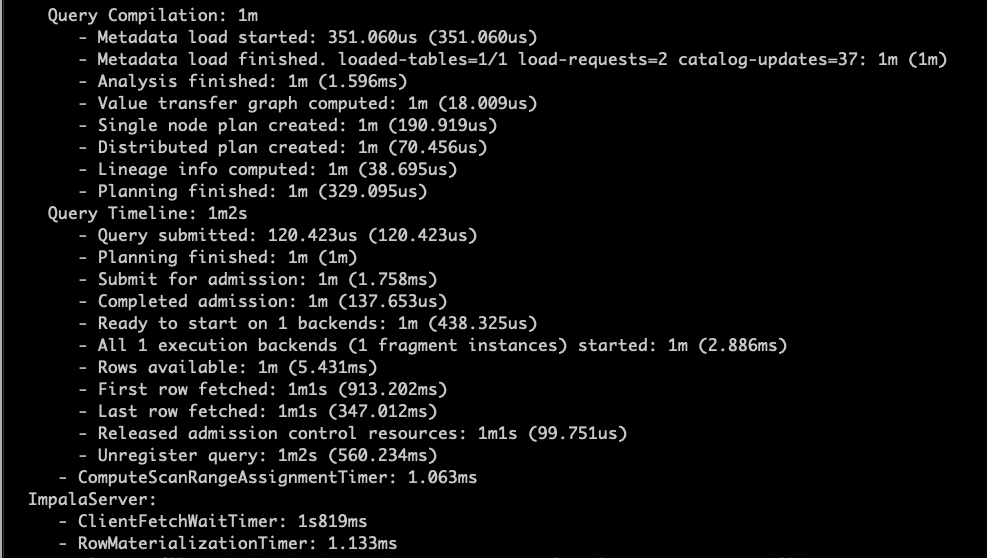 Query Compilation: 1m
- Metadata load started: 351.060us (351.060us)
- Metadata load finished. loaded-tables=1/1 load-requests=2 catalog-updates=37: 1m (1m)
- Analysis finished: 1m (1.596ms)
- Value transfer graph computed: 1m (18.009us)
- Single node plan created: 1m (190.919us)
- Distributed plan created: 1m (70.456us)
- Lineage info computed: 1m (38.695us)
- Planning finished: 1m (329.095us)
Query Timeline: 1m2s
- Query submitted: 120.423us (120.423us)
- Planning finished: 1m (1m)
- Submit for admission: 1m (1.758ms)
- Completed admission: 1m (137.653us)
- Ready to start on 1 backends: 1m (438.325us)
- All 1 execution backends (1 fragment instances) started: 1m (2.886ms)
- Rows available: 1m (5.431ms)
- First row fetched: 1m1s (913.202ms)
- Last row fetched: 1m1s (347.012ms)
- Released admission control resources: 1m1s (99.751us)
- Unregister query: 1m2s (560.234ms)
- ComputeScanRangeAssignmentTimer: 1.063ms
ImpalaServer:
- ClientFetchWaitTimer: 1s819ms
- RowMaterializationTimer: 1.133ms